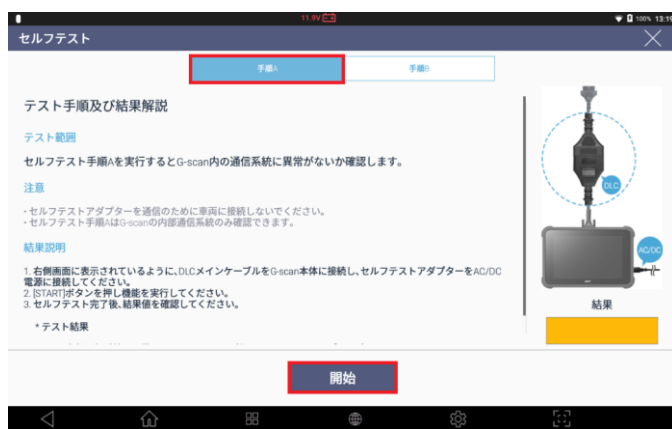 11.9V
100% 13:19
セルフテスト
手順A
手順B
テスト手順及び結果解説
テスト範囲
セルフテスト手順Aを実行するとG-scan内の通信系統に異常がないか確認します。
注意
・セルフテストアダプターを通信のために車両に接続しないでください。
・セルフテスト手順AはG-scanの内部通信系統のみ確認できます。
結果説明
1. 右側画面に表示されているように、DLCメインケーブルをG-scan本体に接続し、セルフテストアダプターをAC/DC
電源に接続してください。
2. [START]ボタンを押し機能を実行してください。
3. セルフテスト完了後、結果値を確認してください。
* テスト結果
DLC
AC/DC
結果
開始